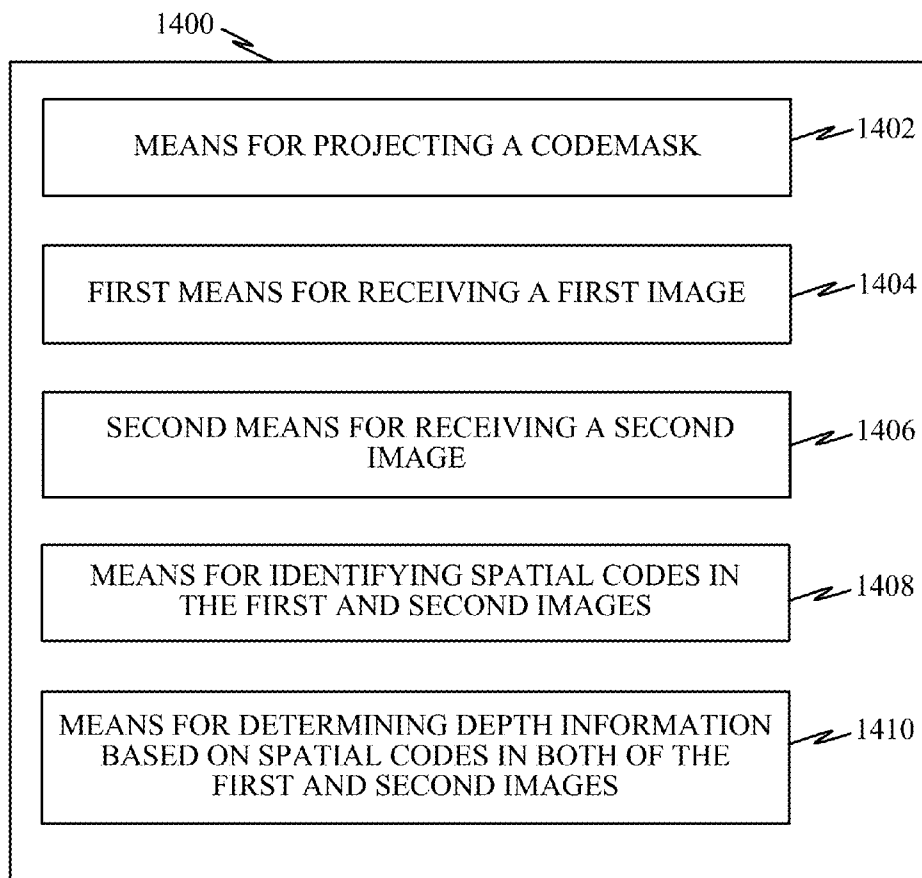 1400
MEANS FOR PROJECTING A CODEMASK
1402
FIRST MEANS FOR RECEIVING A FIRST IMAGE
1404
SECOND MEANS FOR RECEIVING A SECOND
IMAGE
1406
MEANS FOR IDENTIFYING SPATIAL CODES IN
THE FIRST AND SECOND IMAGES
1408
MEANS FOR DETERMINING DEPTH INFORMATION
BASED ON SPATIAL CODES IN BOTH OF THE
FIRST AND SECOND IMAGES
1410